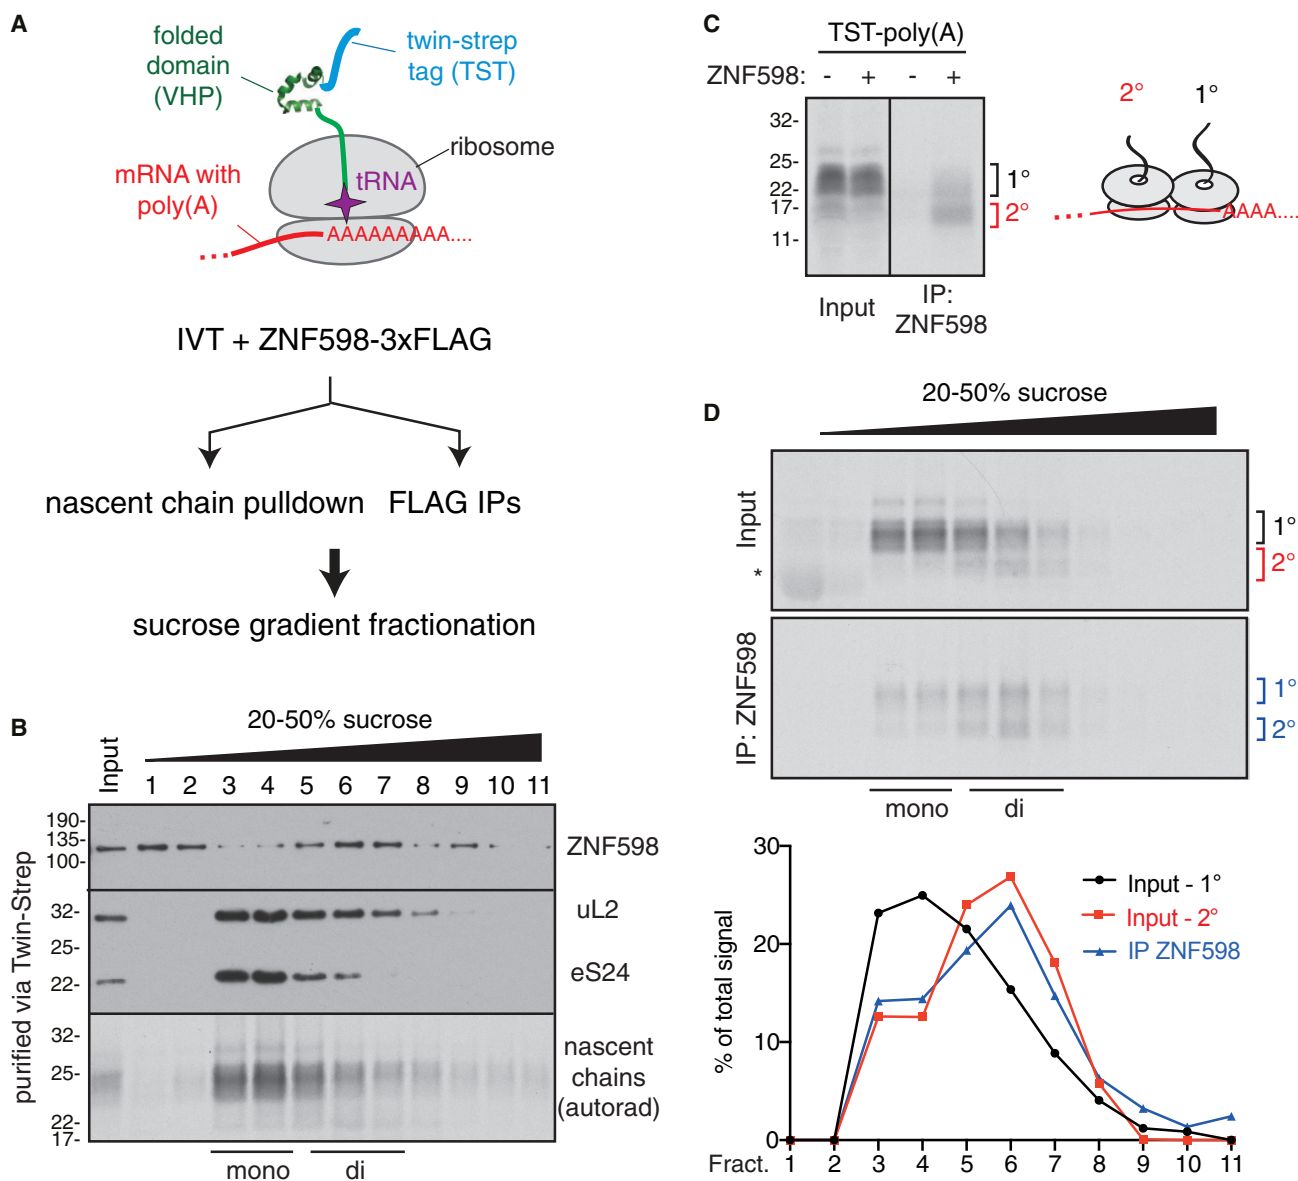 A
folded
domain
(VHP)
twin-strep
tag (TST)
ribosome
mRNA with
poly(A)
tRNA
AAAAAAAAA....
IVT + ZNF598-3xFLAG
nascent chain pulldown
FLAG IPs
sucrose gradient fractionation
B
20-50% sucrose
Input
1 2 3 4 5 6 7 8 9 10 11
purified via Twin-Strep
190-
135-
100-
ZNF598
32-
25-
22-
uL2
eS24
32-
25-
22-
17-
nascent
chains
(autorad)
mono
di
C
TST-poly(A)
ZNF598: - + - +
32-
25-
22-
17-
11-
1°
2°
Input
IP:
ZNF598
2°
1°
AAAA....
D
20-50% sucrose
Input
*
1°
2°
IP: ZNF598
1°
2°
mono
di
% of total signal
30
20
10
0
Input - 1°
Input - 2°
IP ZNF598
Fract. 1 2 3 4 5 6 7 8 9 10 11